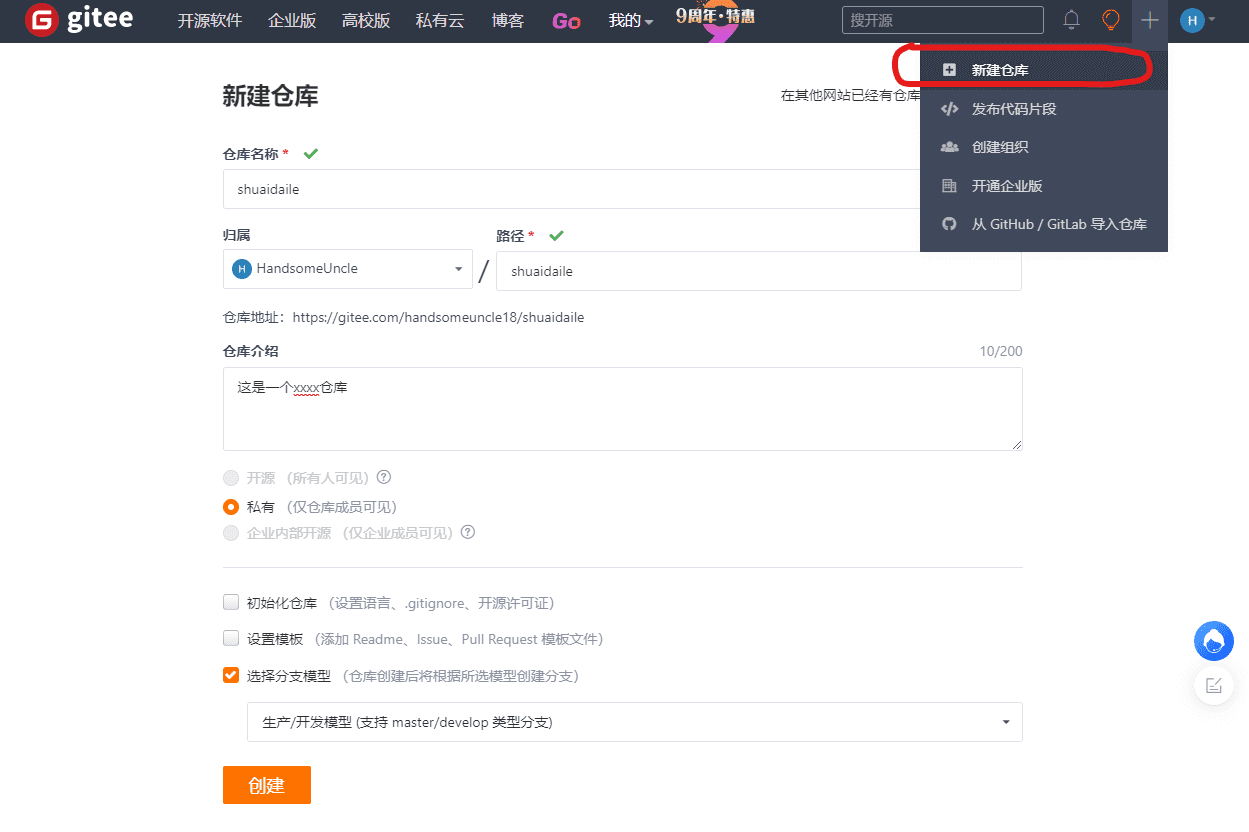 gitee 开源软件 企业版 高校版 私有云 博客 Go 我的 9周年·特惠 搜开源 H
新建仓库
发布代码片段
创建组织
开通企业版
从 GitHub / GitLab 导入仓库
新建仓库 在其他网站已经有仓库
仓库名称 *
shuaidaile
归属 路径 *
H HandsomeUncle / shuaidaile
仓库地址：https://gitee.com/handsomeuncle18/shuaidaile
仓库介绍 10/200
这是一个xxxx仓库
开源 （所有人可见） ?
私有 （仅仓库成员可见）
企业内部开源 （仅企业成员可见） ?
初始化仓库 （设置语言、.gitignore、开源许可证）
设置模板 （添加 Readme、Issue、Pull Request 模板文件）
选择分支模型 （仓库创建后将根据所选模型创建分支）
生产/开发模型 (支持 master/develop 类型分支)
创建